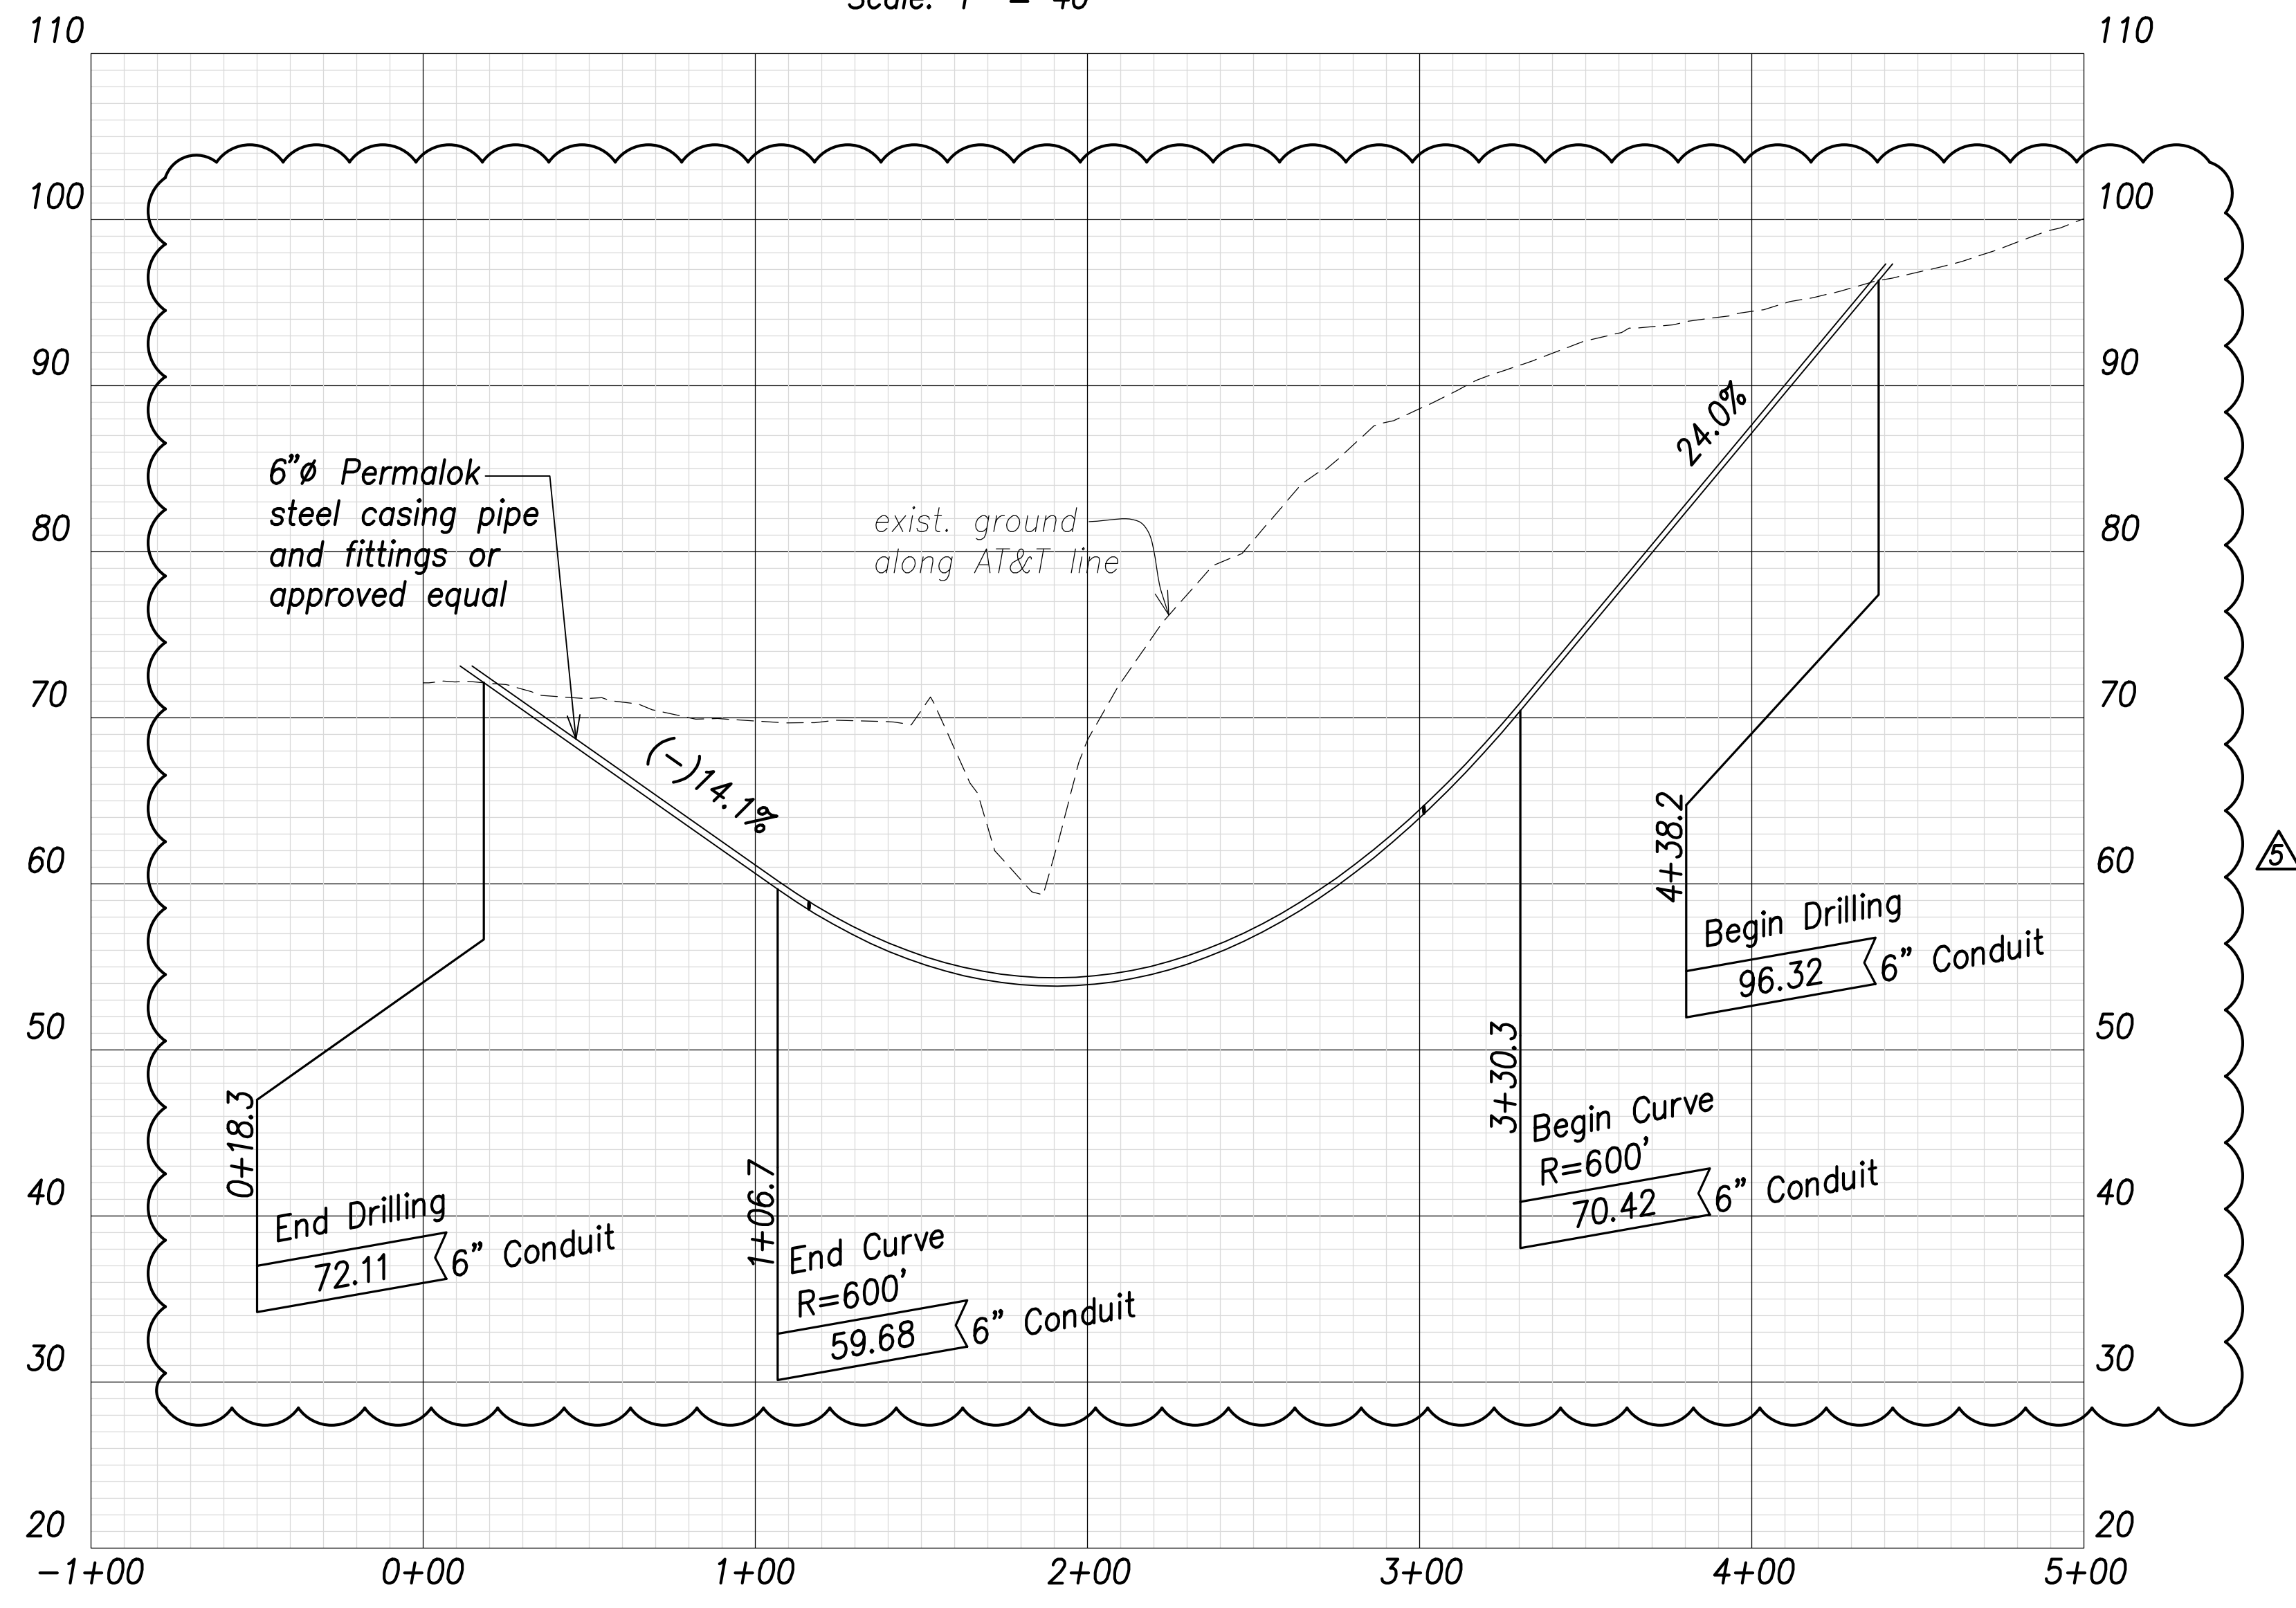 110
110
100
100
90
90
80
80
70
70
60
60
50
50
40
40
30
30
20
20
-1+00 0+00 1+00 2+00 3+00 4+00 5+00
6"ø Permalok
steel casing pipe
and fittings or
approved equal
exist. ground
along AT&T line
(-)14.1%
24.0%
0+18.3
End Drilling
72.11
6" Conduit
1+06.7
End Curve
R=600'
59.68
6" Conduit
3+30.3
Begin Curve
R=600'
70.42
6" Conduit
4+38.2
Begin Drilling
96.32
6" Conduit
5